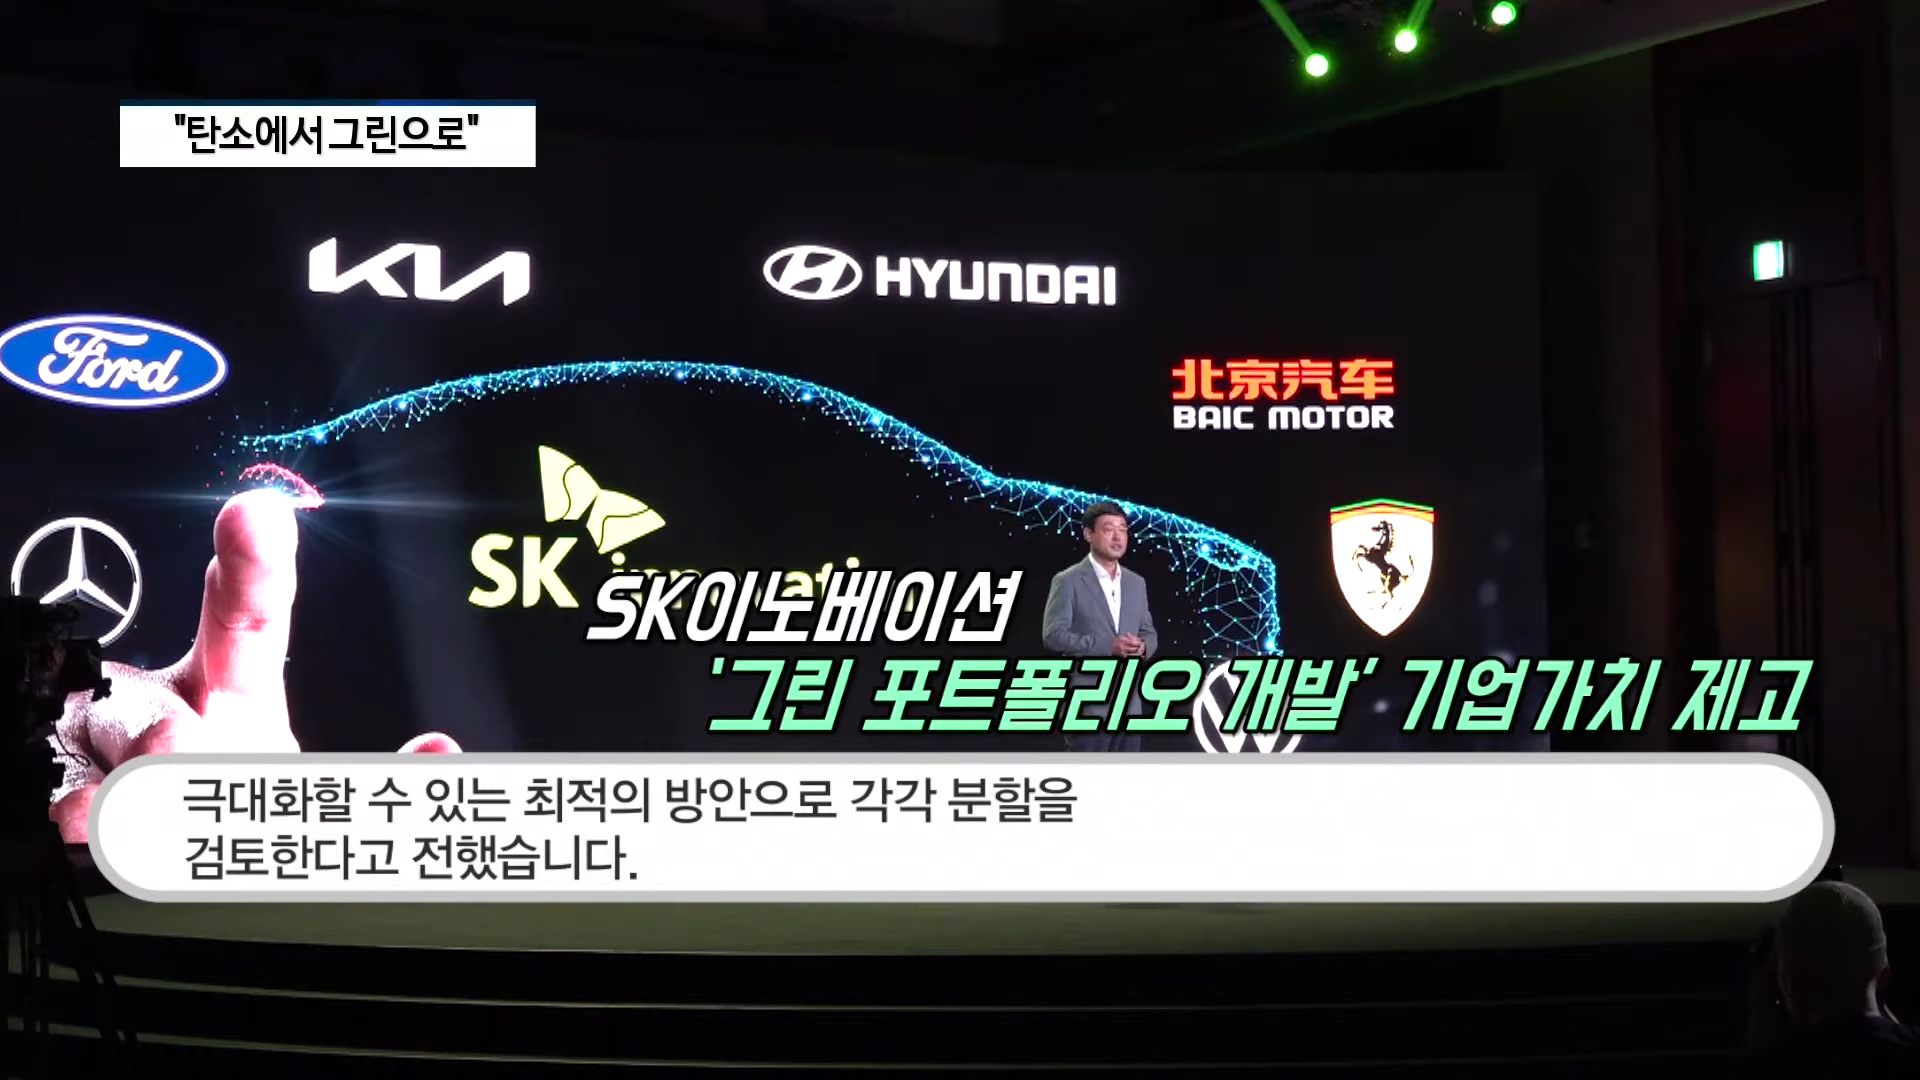 "탄소에서 그린으로"
KIA
HYUNDAI
Ford
北京汽车
BAIC MOTOR
SK
innovati
SK이노베이션
'그린 포트폴리오 개발' 기업가치 제고
극대화할 수 있는 최적의 방안으로 각각 분할을
검토한다고 전했습니다.